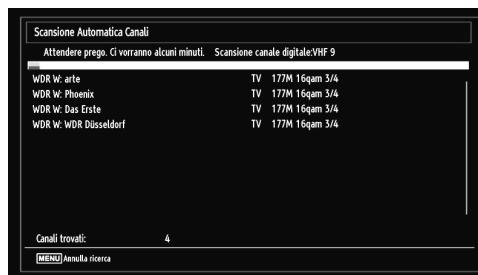 Scansione Automatica Canali
Attendere prego. Ci vorranno alcuni minuti. Scansione canale digitale:VHF 9
WDR W: arte TV 177M 16qam 3/4
WDR W: Phoenix TV 177M 16qam 3/4
WDR W: Das Erste TV 177M 16qam 3/4
WDR W: WDR Düsseldorf TV 177M 16qam 3/4
Canali trovati: 4
MENU Annulla ricerca